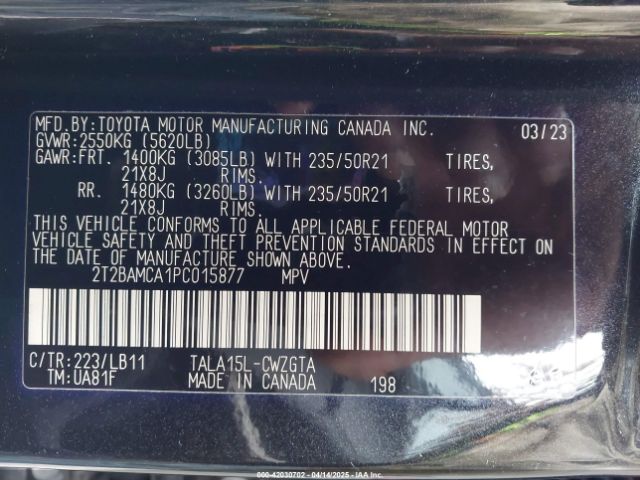 MFD.BY:TOYOTA MOTOR MANUFACTURING CANADA INC. 03/23
GVWR:2550KG (5620LB)
GAWR:FRT. 1400KG (3085LB) WITH 235/50R21 TIRES,
21X8J RIMS.
RR. 1480KG (3260LB) WITH 235/50R21 TIRES,
21X8J RIMS.
THIS VEHICLE CONFORMS TO ALL APPLICABLE FEDERAL MOTOR
VEHICLE SAFETY AND THEFT PREVENTION STANDARDS IN EFFECT ON
THE DATE OF MANUFACTURE SHOWN ABOVE.
2T2BAMCA1PC015877 MPV
C/TR:223/LB11 TALA15L-CWZGTA
TM:UA81F MADE IN CANADA 198
060-42030702 - 04/14/2025 - IAAI, INC.